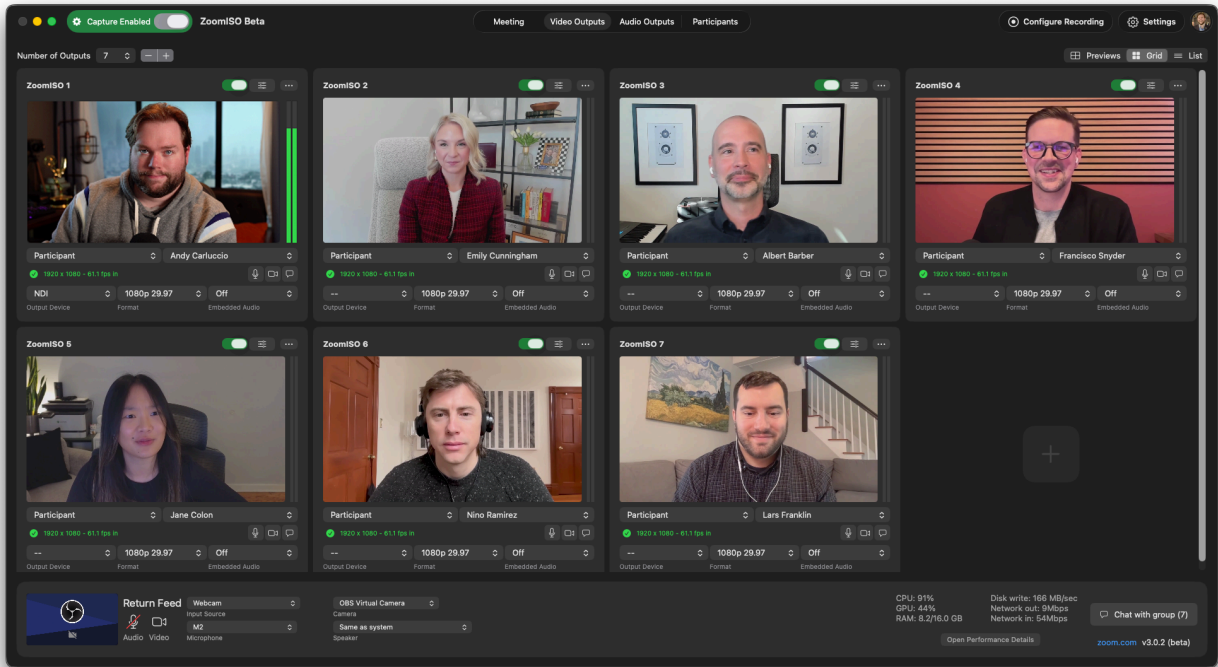 Capture Enabled
ZoomISO Beta
Meeting Video Outputs Audio Outputs Participants
Configure Recording
Settings
Number of Outputs 7
Previews Grid List
ZoomISO 1
Participant Andy Carluccio
1920 x 1080 - 61.1 fps in
NDI 1080p 29.97 Off
Output Device Format Embedded Audio
ZoomISO 2
Participant Emily Cunningham
1920 x 1080 - 61.1 fps in
-- 1080p 29.97 Off
Output Device Format Embedded Audio
ZoomISO 3
Participant Albert Barber
1920 x 1080 - 61.1 fps in
-- 1080p 29.97 Off
Output Device Format Embedded Audio
ZoomISO 4
Participant Francisco Snyder
1920 x 1080 - 61.1 fps in
-- 1080p 29.97 Off
Output Device Format Embedded Audio
ZoomISO 5
Participant Jane Colon
1920 x 1080 - 61.1 fps in
-- 1080p 29.97 Off
Output Device Format Embedded Audio
ZoomISO 6
Participant Nino Ramirez
1920 x 1080 - 61.1 fps in
-- 1080p 29.97 Off
Output Device Format Embedded Audio
ZoomISO 7
Participant Lars Franklin
1920 x 1080 - 61.1 fps in
-- 1080p 29.97 Off
Output Device Format Embedded Audio
Return Feed
Audio Video
Webcam
Input Source
M2
Microphone
OBS Virtual Camera
Camera
Same as system
Speaker
CPU: 91%
GPU: 44%
RAM: 8.2/16.0 GB
Disk write: 166 MB/sec
Network out: 9Mbps
Network in: 54Mbps
Open Performance Details
Chat with group (7)
zoom.com v3.0.2 (beta)